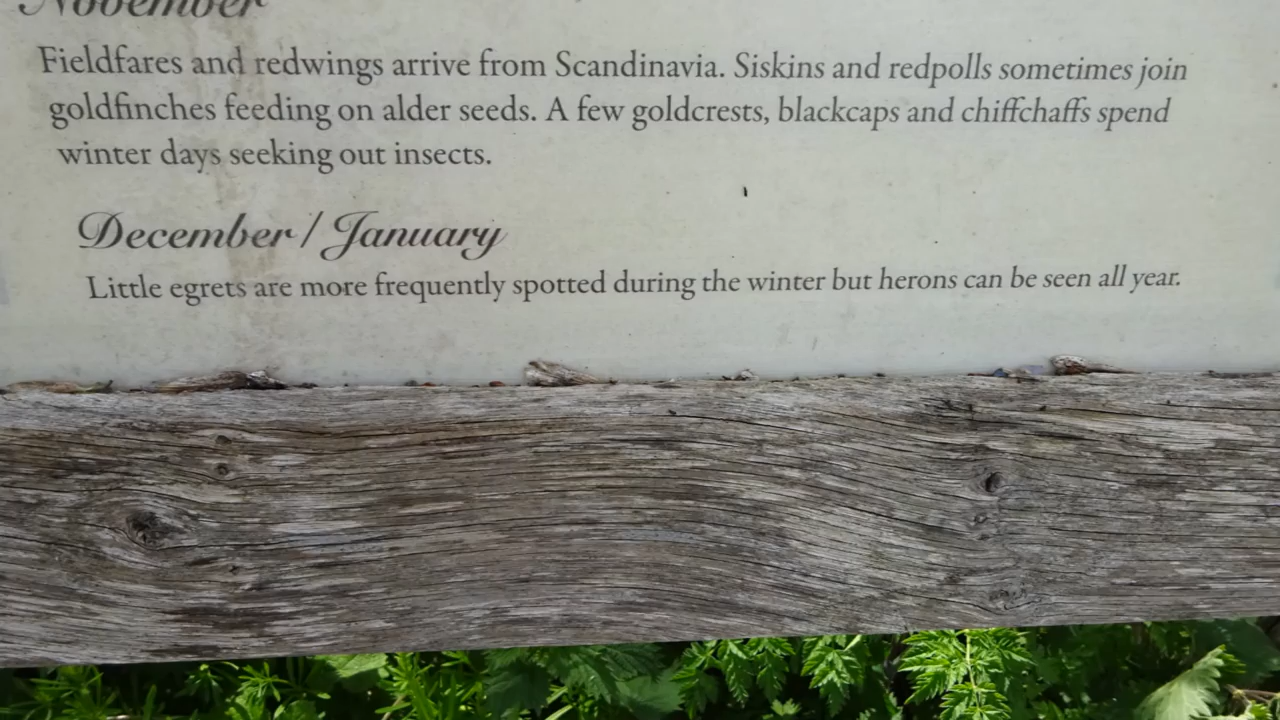 November
Fieldfares and redwings arrive from Scandinavia. Siskins and redpolls sometimes join
goldfinches feeding on alder seeds. A few goldcrests, blackcaps and chiffchaffs spend
winter days seeking out insects.
December / January
Little egrets are more frequently spotted during the winter but herons can be seen all year.